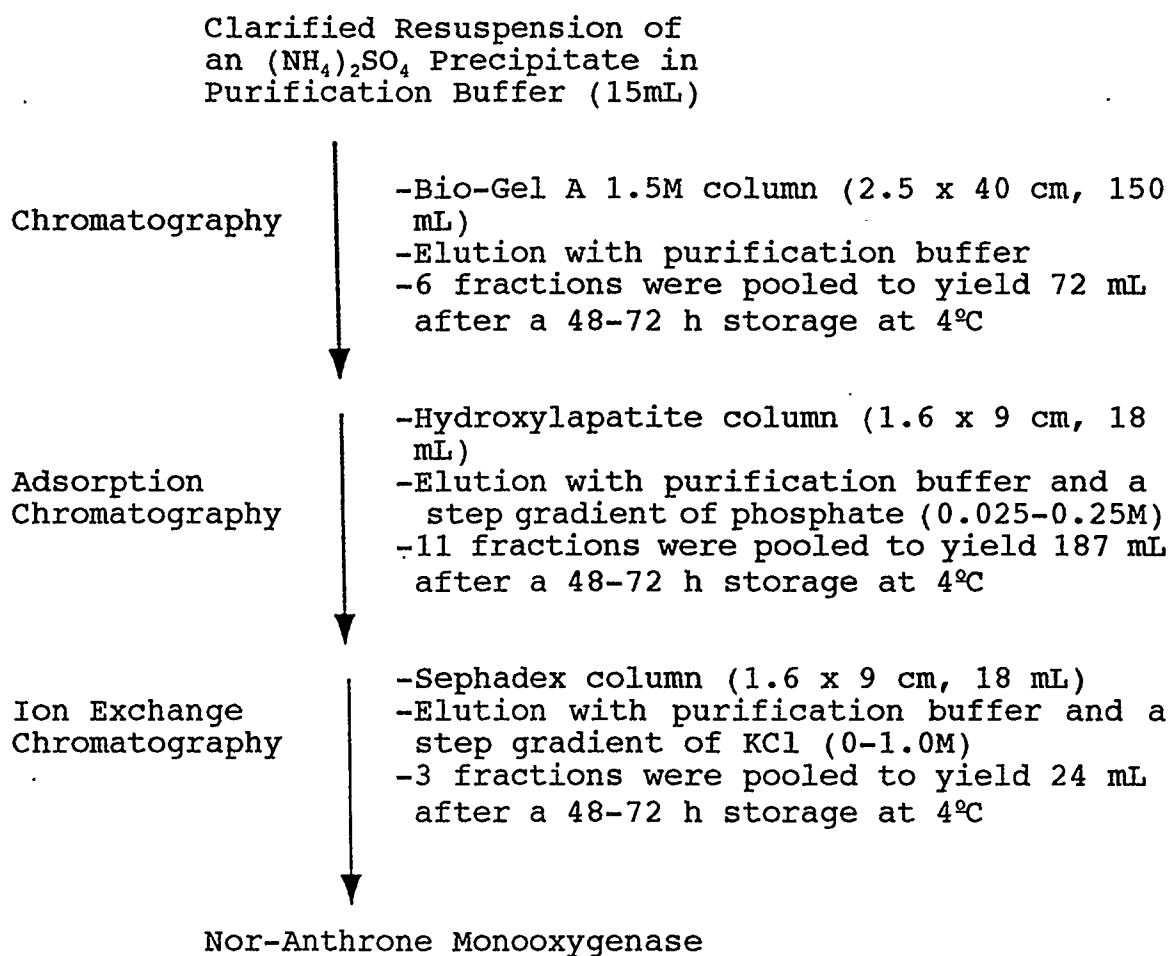 Clarified Resuspension of
an (NH₄)₂SO₄ Precipitate in
Purification Buffer (15mL)
Chromatography
-Bio-Gel A 1.5M column (2.5 x 40 cm, 150
mL)
-Elution with purification buffer
-6 fractions were pooled to yield 72 mL
after a 48-72 h storage at 4ºC
Adsorption
Chromatography
-Hydroxylapatite column (1.6 x 9 cm, 18
mL)
-Elution with purification buffer and a
step gradient of phosphate (0.025-0.25M)
-11 fractions were pooled to yield 187 mL
after a 48-72 h storage at 4ºC
Ion Exchange
Chromatography
-Sephadex column (1.6 x 9 cm, 18 mL)
-Elution with purification buffer and a
step gradient of KCl (0-1.0M)
-3 fractions were pooled to yield 24 mL
after a 48-72 h storage at 4ºC
Nor-Anthrone Monooxygenase